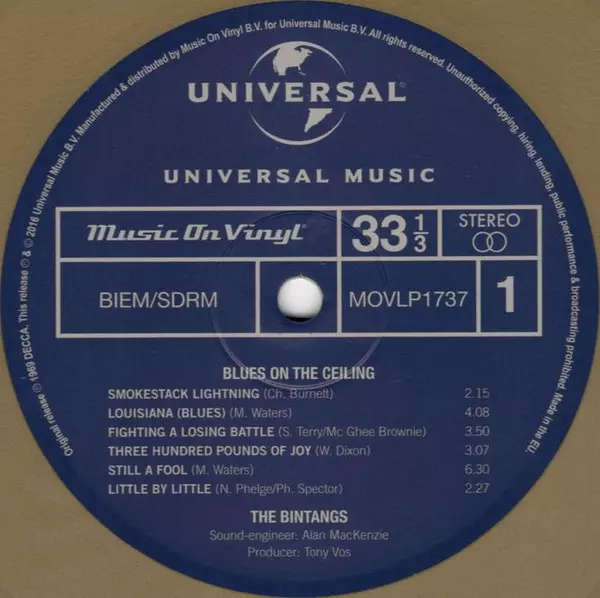 Original release ℗ 1969 DECCA. This release ℗ & © 2016 Universal Music B.V. Manufactured & distributed by Music On Vinyl B.V. for Universal Music B.V. All rights reserved. Unauthorized copying, hiring, lending, public performance & broadcasting prohibited. Made in the EU.
UNIVERSAL
UNIVERSAL MUSIC
Music On Vinyl® 33 1/3 STEREO
BIEM/SDRM MOVLP1737 1
BLUES ON THE CEILING
SMOKESTACK LIGHTNING (Ch. Burnett) 2.15
LOUISIANA (BLUES) (M. Waters) 4.08
FIGHTING A LOSING BATTLE (S. Terry/Mc Ghee Brownie) 3.50
THREE HUNDRED POUNDS OF JOY (W. Dixon) 3.07
STILL A FOOL (M. Waters) 6.30
LITTLE BY LITTLE (N. Phelge/Ph. Spector) 2.27
THE BINTANGS
Sound-engineer: Alan MacKenzie
Producer: Tony Vos